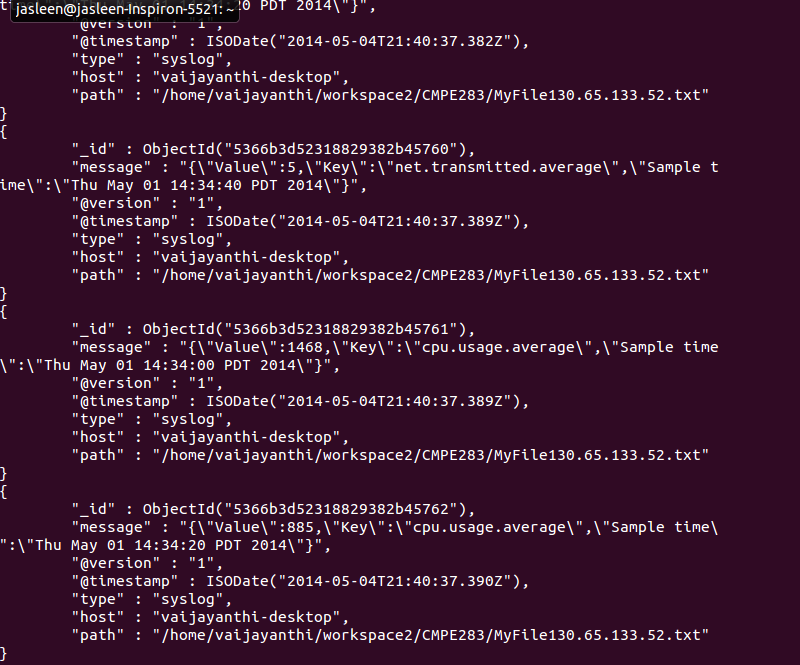 jasleen@jasleen-Inspiron-5521: ~
20 PDT 2014\"}",
"@version" : "1",
"@timestamp" : ISODate("2014-05-04T21:40:37.382Z"),
"type" : "syslog",
"host" : "vaijayanthi-desktop",
"path" : "/home/vaijayanthi/workspace2/CMPE283/MyFile130.65.133.52.txt"
}
{
"_id" : ObjectId("5366b3d52318829382b45760"),
"message" : "{\"Value\":5,\"Key\":\"net.transmitted.average\",\"Sample t
ime\":\"Thu May 01 14:34:40 PDT 2014\"}",
"@version" : "1",
"@timestamp" : ISODate("2014-05-04T21:40:37.389Z"),
"type" : "syslog",
"host" : "vaijayanthi-desktop",
"path" : "/home/vaijayanthi/workspace2/CMPE283/MyFile130.65.133.52.txt"
}
{
"_id" : ObjectId("5366b3d52318829382b45761"),
"message" : "{\"Value\":1468,\"Key\":\"cpu.usage.average\",\"Sample time
\":\"Thu May 01 14:34:00 PDT 2014\"}",
"@version" : "1",
"@timestamp" : ISODate("2014-05-04T21:40:37.389Z"),
"type" : "syslog",
"host" : "vaijayanthi-desktop",
"path" : "/home/vaijayanthi/workspace2/CMPE283/MyFile130.65.133.52.txt"
}
{
"_id" : ObjectId("5366b3d52318829382b45762"),
"message" : "{\"Value\":885,\"Key\":\"cpu.usage.average\",\"Sample time\
":\"Thu May 01 14:34:20 PDT 2014\"}",
"@version" : "1",
"@timestamp" : ISODate("2014-05-04T21:40:37.390Z"),
"type" : "syslog",
"host" : "vaijayanthi-desktop",
"path" : "/home/vaijayanthi/workspace2/CMPE283/MyFile130.65.133.52.txt"
}